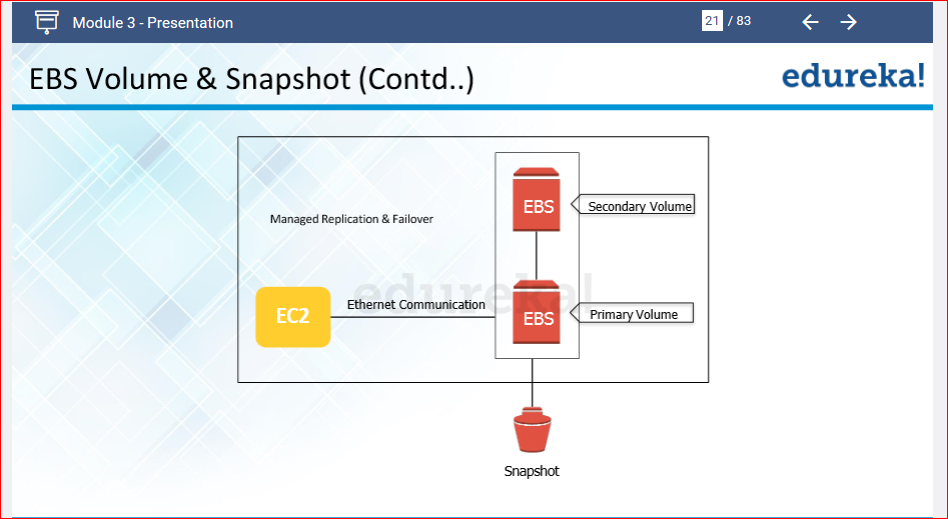 Module 3 - Presentation
21 / 83
EBS Volume & Snapshot (Contd..)
edureka!
EBS
Secondary Volume
Managed Replication & Failover
edureka!
EC2
Ethernet Communication
EBS
Primary Volume
Snapshot